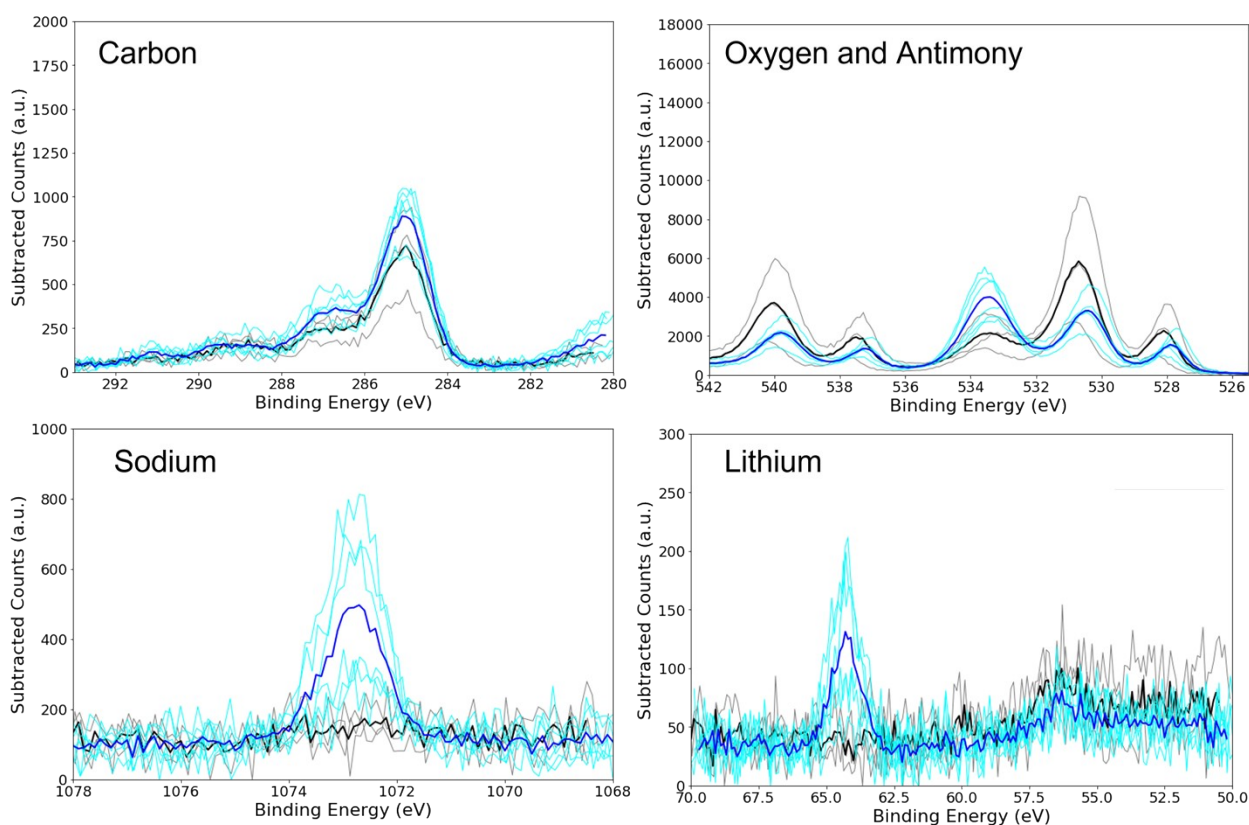 Carbon
Subtracted Counts (a.u.)
2000
1750
1500
1250
1000
750
500
250
0
292 290 288 286 284 282 280
Binding Energy (eV)
Oxygen and Antimony
Subtracted Counts (a.u.)
18000
16000
14000
12000
10000
8000
6000
4000
2000
0
542 540 538 536 534 532 530 528 526
Binding Energy (eV)
Sodium
Subtracted Counts (a.u.)
1000
800
600
400
200
0
1078 1076 1074 1072 1070 1068
Binding Energy (eV)
Lithium
Subtracted Counts (a.u.)
300
250
200
150
100
50
0
70.0 67.5 65.0 62.5 60.0 57.5 55.0 52.5 50.0
Binding Energy (eV)